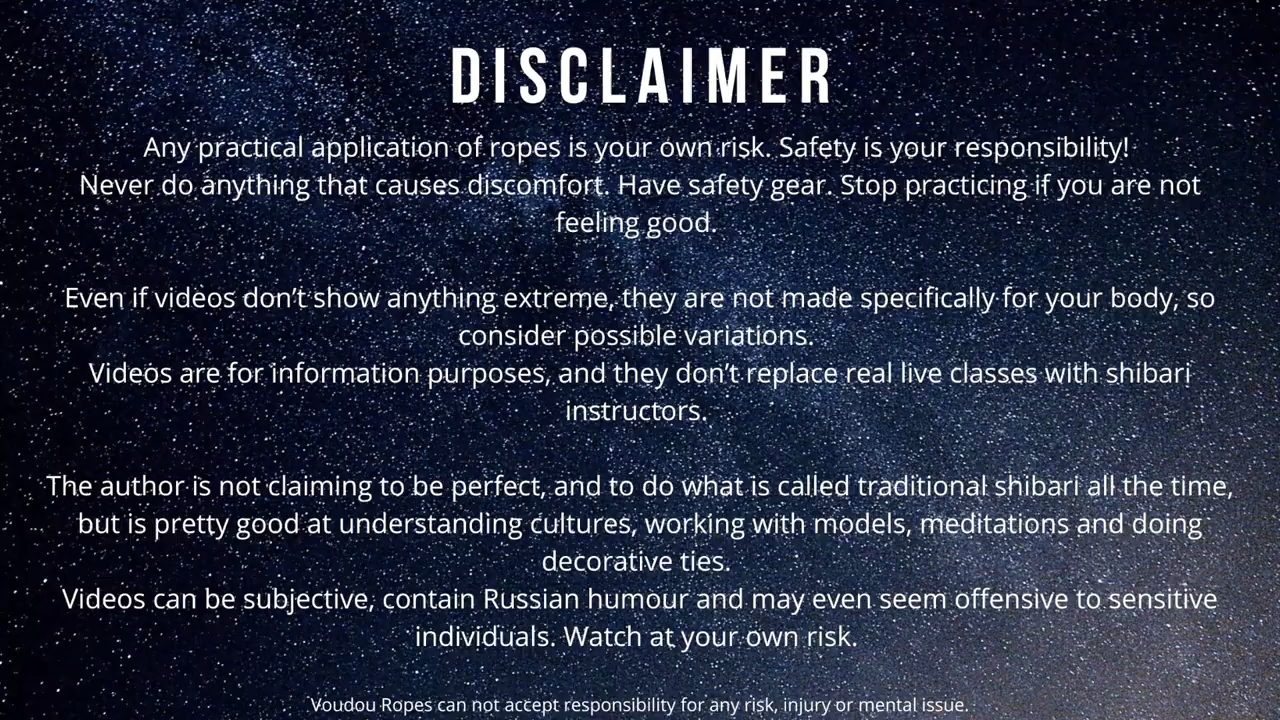 DISCLAIMER
Any practical application of ropes is your own risk. Safety is your responsibility!
Never do anything that causes discomfort. Have safety gear. Stop practicing if you are not
feeling good.
Even if videos don’t show anything extreme, they are not made specifically for your body, so
consider possible variations.
Videos are for information purposes, and they don’t replace real live classes with shibari
instructors.
The author is not claiming to be perfect, and to do what is called traditional shibari all the time,
but is pretty good at understanding cultures, working with models, meditations and doing
decorative ties.
Videos can be subjective, contain Russian humour and may even seem offensive to sensitive
individuals. Watch at your own risk.
Voudou Ropes can not accept responsibility for any risk, injury or mental issue.